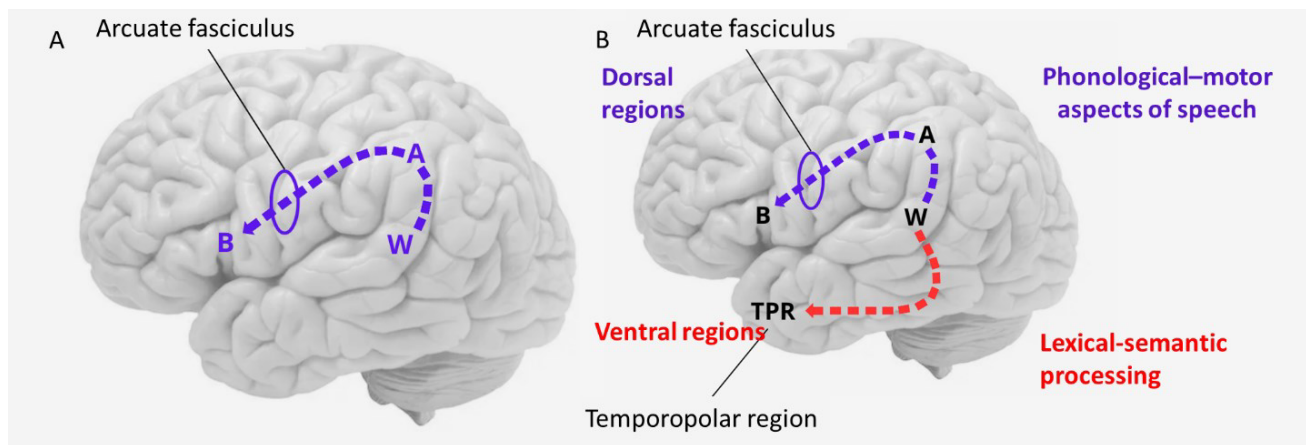 A
Arcuate fasciculus
A
B
W
B
Arcuate fasciculus
Dorsal
regions
Phonological–motor
aspects of speech
A
B
W
TPR
Ventral regions
Lexical-semantic
processing
Temporopolar region